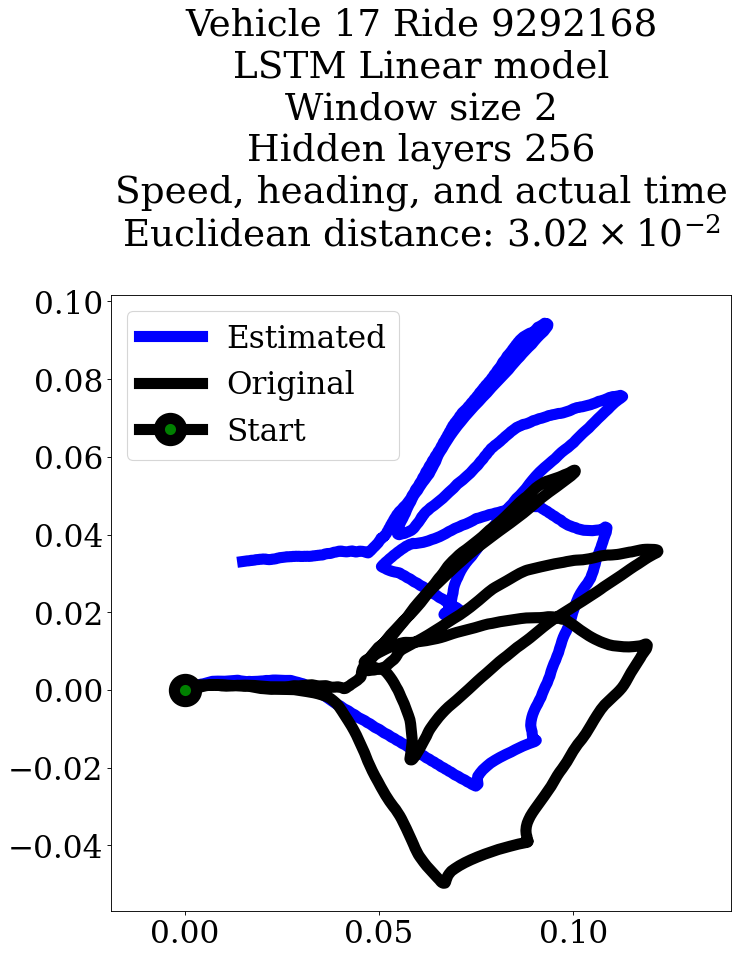 Vehicle 17 Ride 9292168
LSTM Linear model
Window size 2
Hidden layers 256
Speed, heading, and actual time
Euclidean distance: 3.02 × 10⁻²
0.10
0.08
0.06
0.04
0.02
0.00
−0.02
−0.04
Estimated
Original
Start
0.00 0.05 0.10